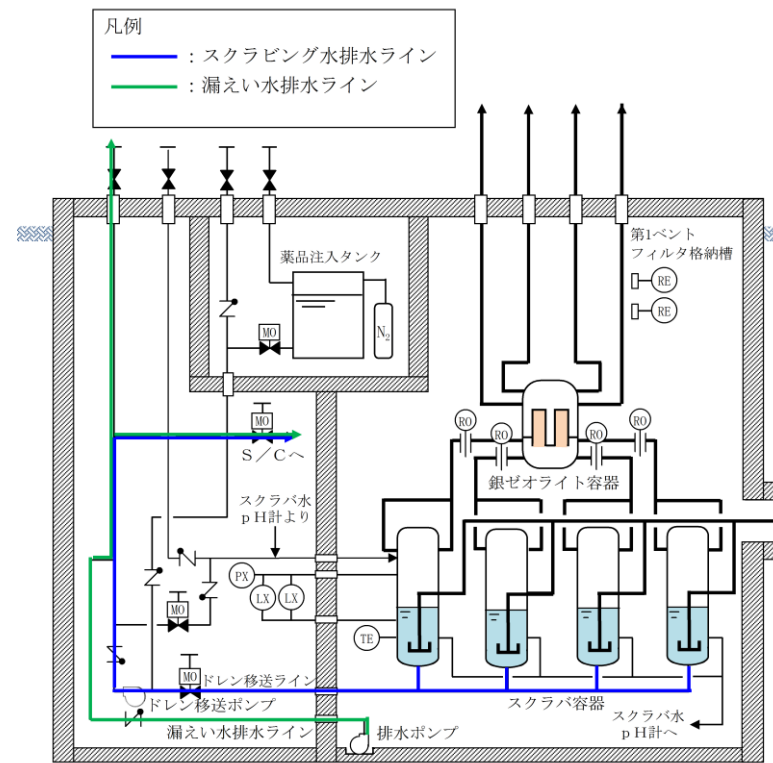 凡例
：スクラビング水排水ライン
：漏えい水排水ライン
第1ベント
フィルタ格納槽
RE
RE
薬品注入タンク
N₂
MO
MO
S／Cへ
RO
RO
RO
RO
銀ゼオライト容器
スクラバ水
ｐH計より
PX
LX
LX
MO
TE
MO
ドレン移送ライン
ドレン移送ポンプ
スクラバ容器
漏えい水排水ライン
排水ポンプ
スクラバ水
ｐH計へ